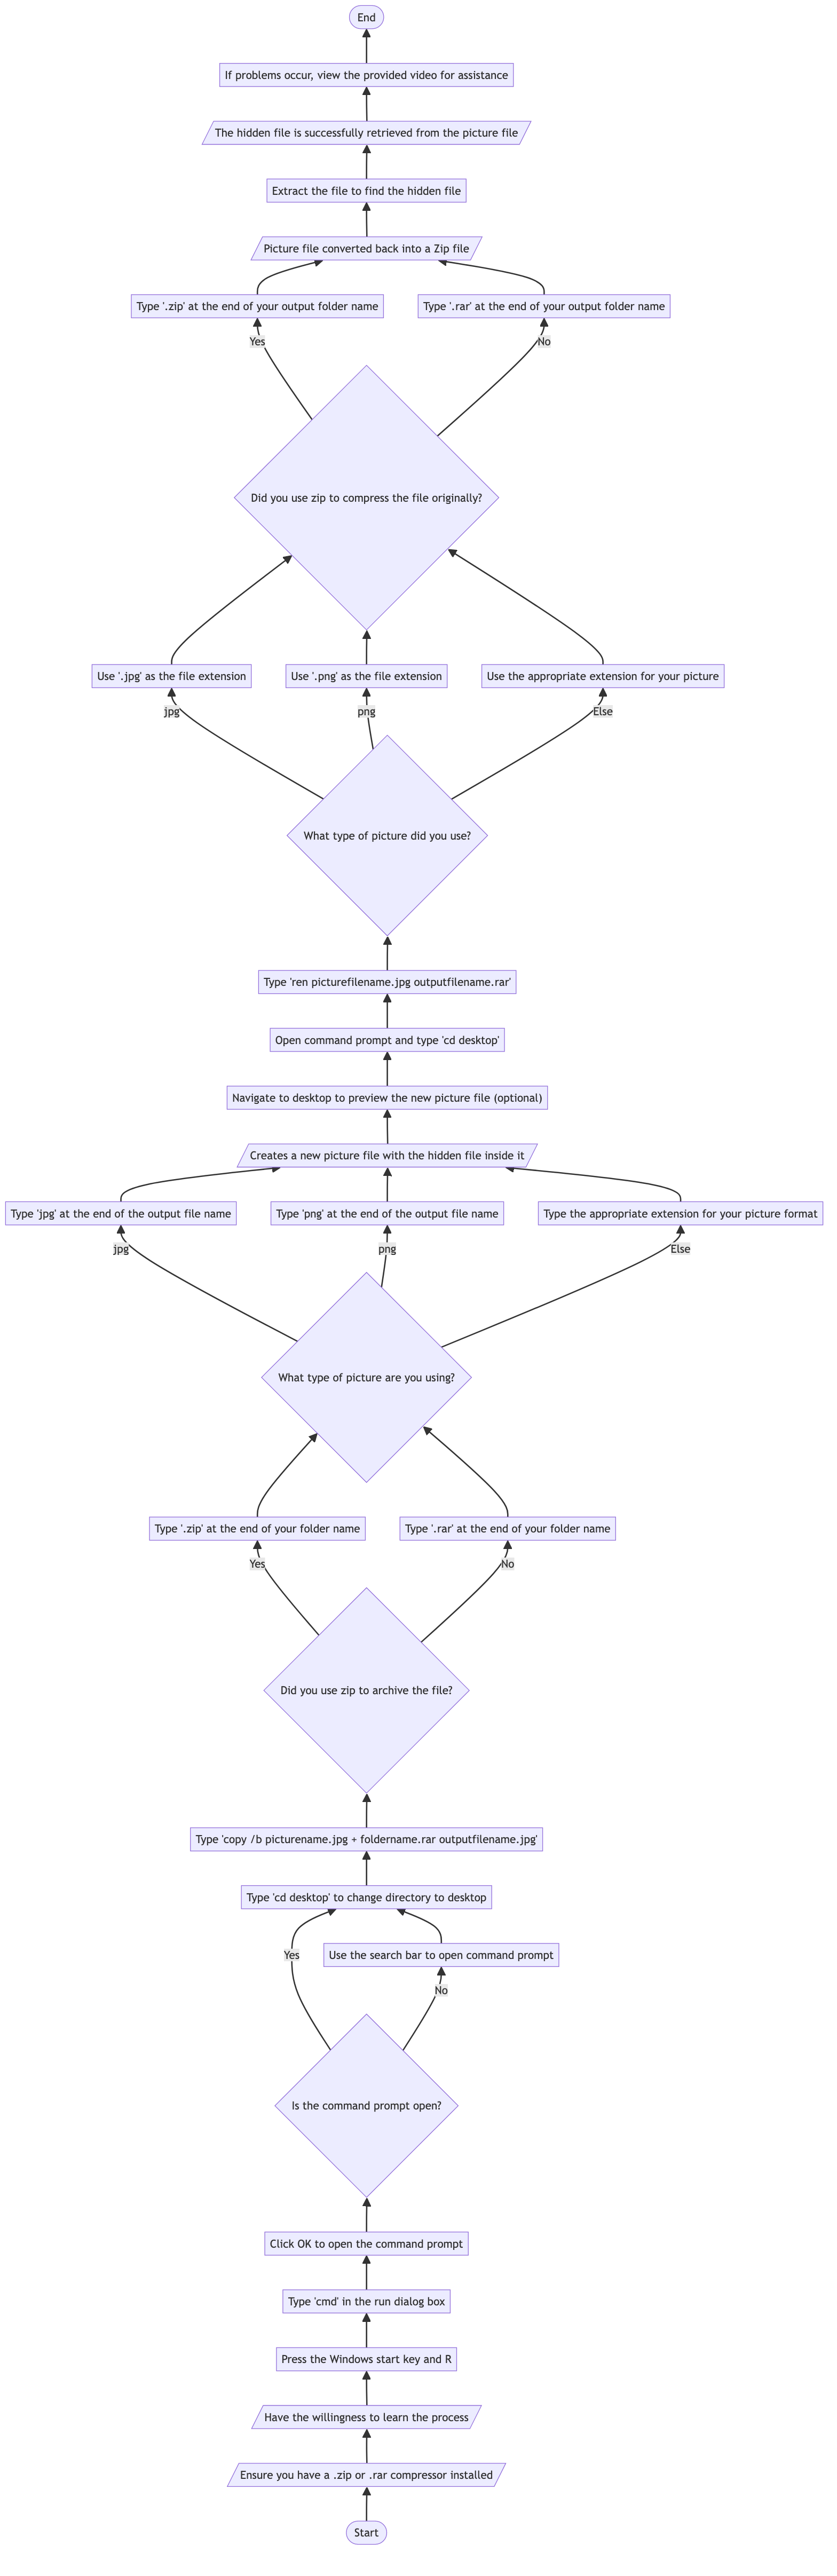 End
If problems occur, view the provided video for assistance
The hidden file is successfully retrieved from the picture file
Extract the file to find the hidden file
Picture file converted back into a Zip file
Type '.zip' at the end of your output folder name
Type '.rar' at the end of your output folder name
Yes
No
Did you use zip to compress the file originally?
Use '.jpg' as the file extension
Use '.png' as the file extension
Use the appropriate extension for your picture
jpg
png
Else
What type of picture did you use?
Type 'ren picturefilename.jpg outputfilename.rar'
Open command prompt and type 'cd desktop'
Navigate to desktop to preview the new picture file (optional)
Creates a new picture file with the hidden file inside it
Type 'jpg' at the end of the output file name
Type 'png' at the end of the output file name
Type the appropriate extension for your picture format
jpg
png
Else
What type of picture are you using?
Type '.zip' at the end of your folder name
Type '.rar' at the end of your folder name
Yes
No
Did you use zip to archive the file?
Type 'copy /b picturename.jpg + foldername.rar outputfilename.jpg'
Type 'cd desktop' to change directory to desktop
Yes
Use the search bar to open command prompt
No
Is the command prompt open?
Click OK to open the command prompt
Type 'cmd' in the run dialog box
Press the Windows start key and R
Have the willingness to learn the process
Ensure you have a .zip or .rar compressor installed
Start